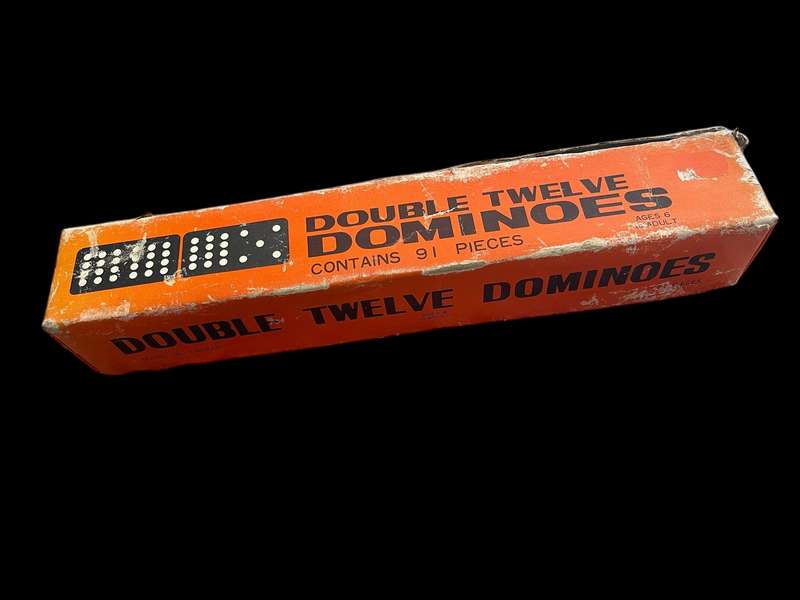 DOUBLE TWELVE
DOMINOES
CONTAINS 91 PIECES
AGES 6
ADULT
DOUBLE TWELVE DOMINOES